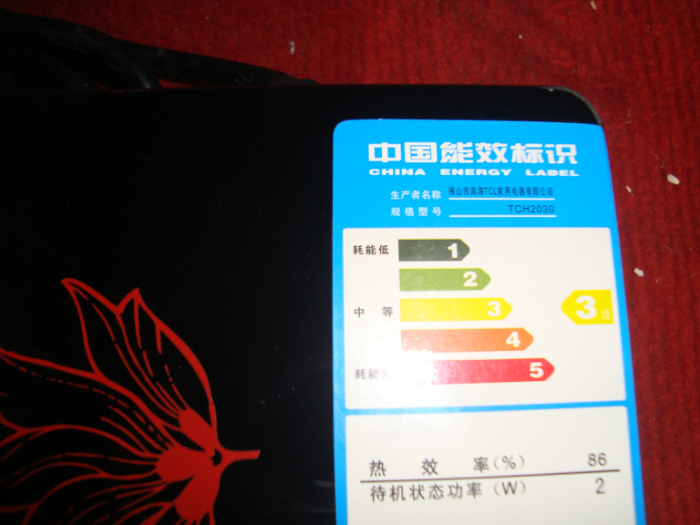 中国能效标识
CHINA ENERGY LABEL
生产者名称 佛山市南海TCL家用电器有限公司
规格型号 TCH2030
耗能低 1
2
中 等 3 3级
4
耗能 5
热 效 率(%) 86
待机状态功率(W) 2